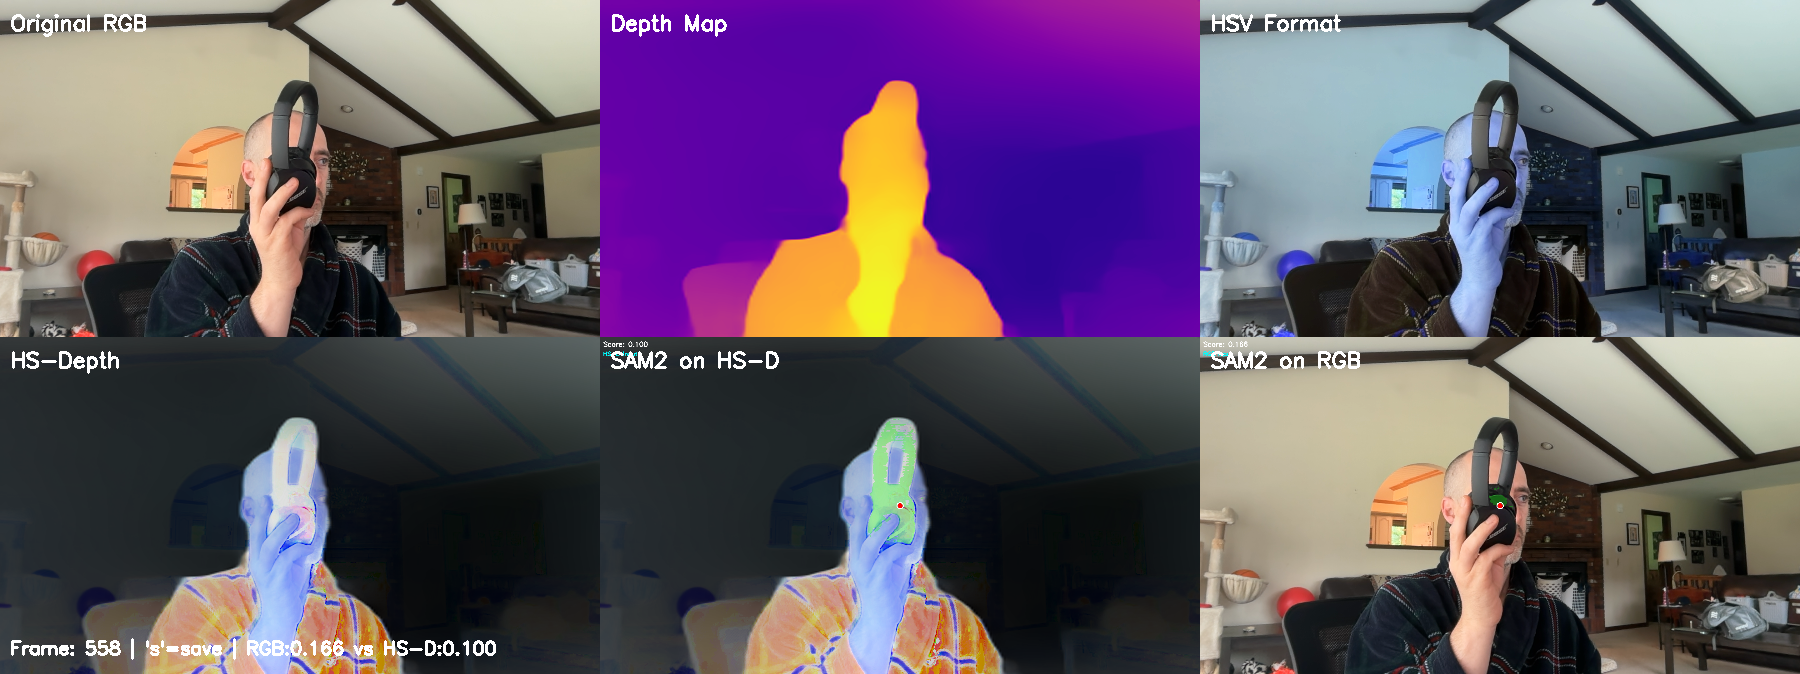 Original RGB
Depth Map
HSV Format
BOSE
HS-Depth
Score: 0.100
SAM2 on HS-D
Score: 0.166
SAM2 on RGB
Frame: 558 | 's'=save | RGB:0.166 vs HS-D:0.100